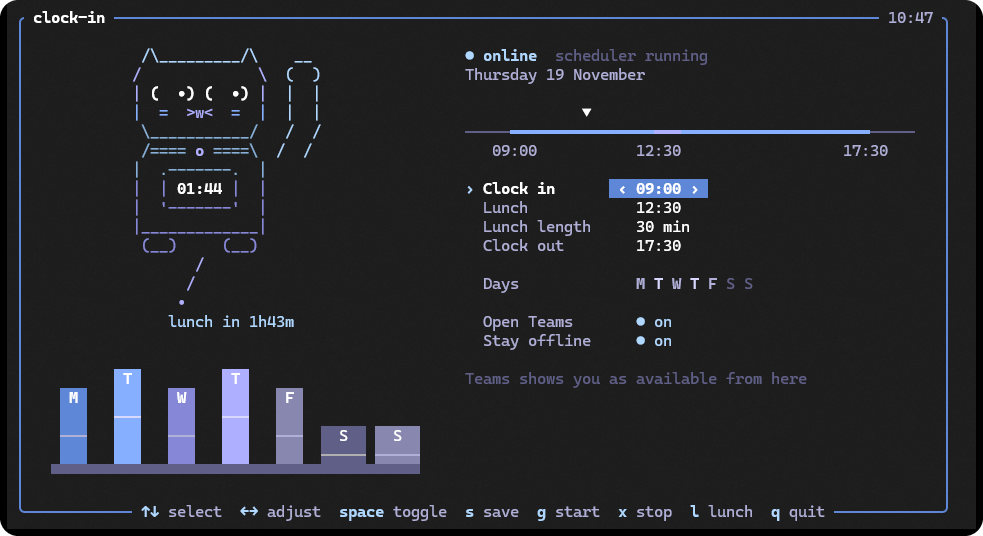 clock-in 10:47
● online scheduler running
Thursday 19 November
>w<
09:00 12:30 17:30
01:44
› Clock in ‹ 09:00 ›
Lunch 12:30
Lunch length 30 min
Clock out 17:30
Days M T W T F S S
Open Teams ● on
Stay offline ● on
lunch in 1h43m
Teams shows you as available from here
M T W T F S S
↑↓ select ↔ adjust space toggle s save g start x stop l lunch q quit